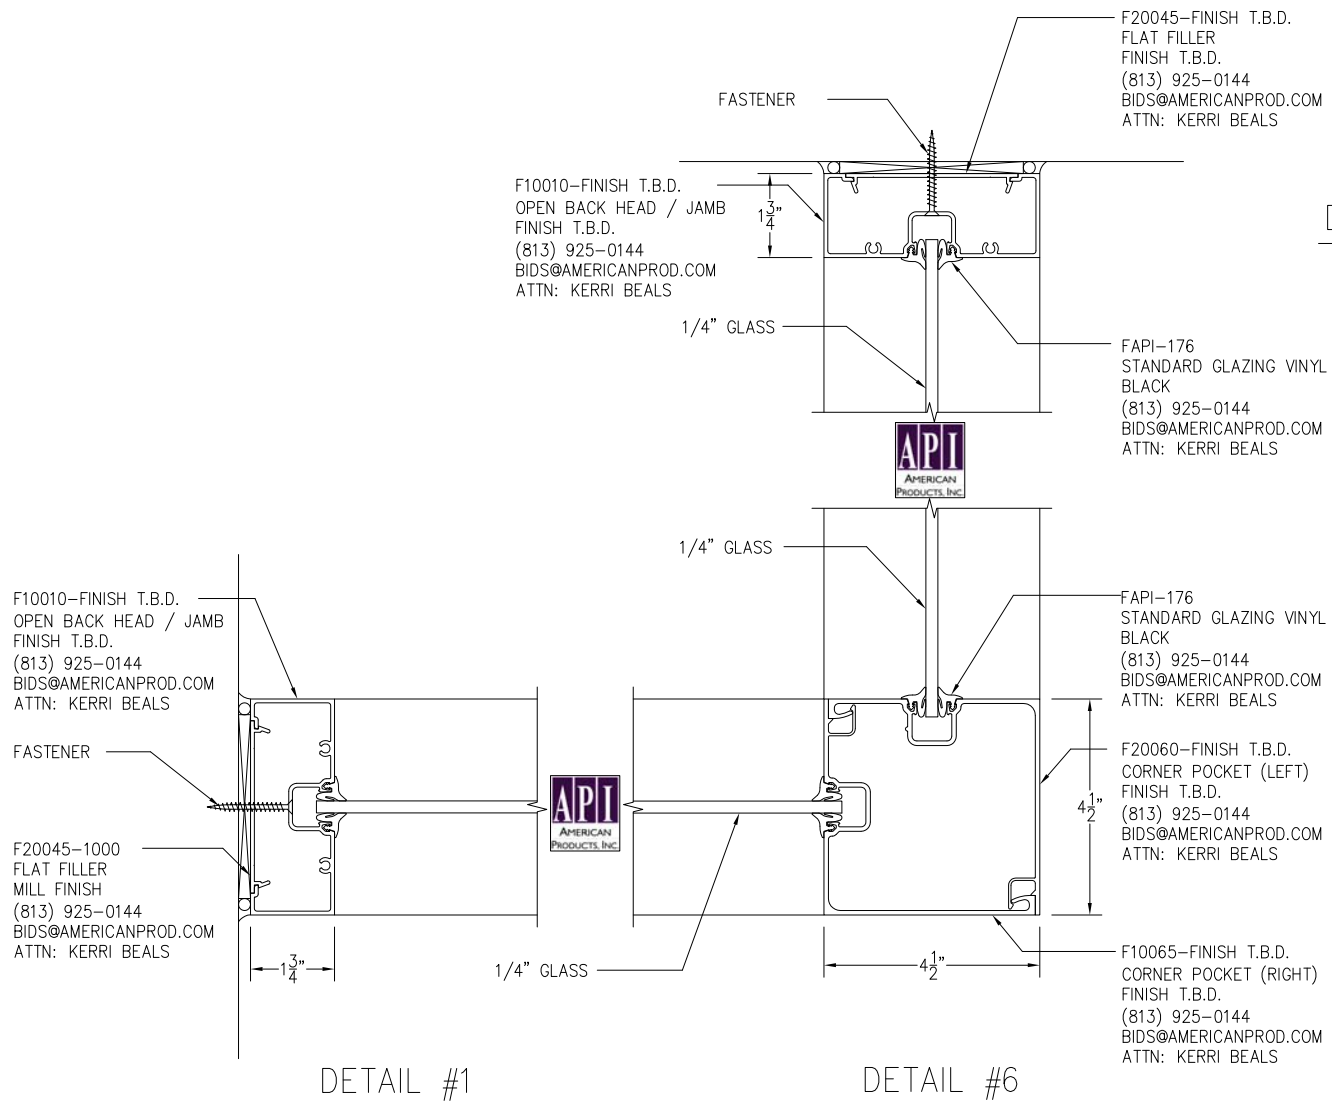 F20045-FINISH T.B.D.
FLAT FILLER
FINISH T.B.D.
(813) 925-0144
BIDS@AMERICANPROD.COM
ATTN: KERRI BEALS
FASTENER
F10010-FINISH T.B.D.
OPEN BACK HEAD / JAMB
FINISH T.B.D.
(813) 925-0144
BIDS@AMERICANPROD.COM
ATTN: KERRI BEALS
1 3/4"
1/4" GLASS
FAPI-176
STANDARD GLAZING VINYL
BLACK
(813) 925-0144
BIDS@AMERICANPROD.COM
ATTN: KERRI BEALS
API
AMERICAN
PRODUCTS, INC.
1/4" GLASS
F10010-FINISH T.B.D.
OPEN BACK HEAD / JAMB
FINISH T.B.D.
(813) 925-0144
BIDS@AMERICANPROD.COM
ATTN: KERRI BEALS
FASTENER
F20045-1000
FLAT FILLER
MILL FINISH
(813) 925-0144
BIDS@AMERICANPROD.COM
ATTN: KERRI BEALS
1 3/4"
API
AMERICAN
PRODUCTS, INC.
1/4" GLASS
FAPI-176
STANDARD GLAZING VINYL
BLACK
(813) 925-0144
BIDS@AMERICANPROD.COM
ATTN: KERRI BEALS
F20060-FINISH T.B.D.
CORNER POCKET (LEFT)
FINISH T.B.D.
(813) 925-0144
BIDS@AMERICANPROD.COM
ATTN: KERRI BEALS
4 1/2"
4 1/2"
F10065-FINISH T.B.D.
CORNER POCKET (RIGHT)
FINISH T.B.D.
(813) 925-0144
BIDS@AMERICANPROD.COM
ATTN: KERRI BEALS
DETAIL #1
DETAIL #6